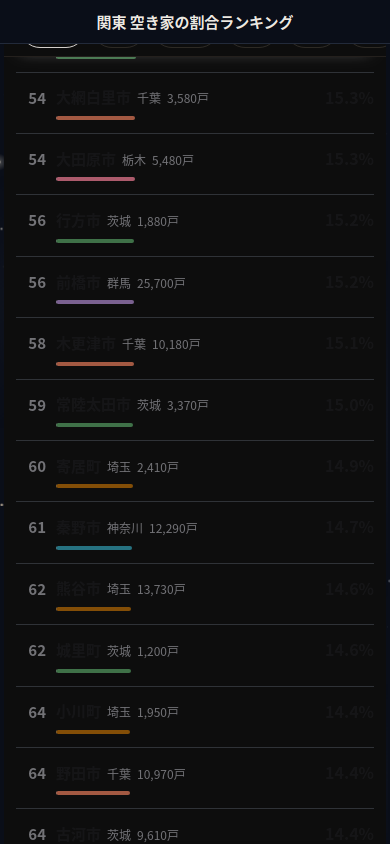 関東 空き家の割合ランキング
54 大網白里市 千葉 3,580戸 15.3%
54 大田原市 栃木 5,480戸 15.3%
56 行方市 茨城 1,880戸 15.2%
56 前橋市 群馬 25,700戸 15.2%
58 木更津市 千葉 10,180戸 15.1%
59 常陸太田市 茨城 3,370戸 15.0%
60 寄居町 埼玉 2,410戸 14.9%
61 秦野市 神奈川 12,290戸 14.7%
62 熊谷市 埼玉 13,730戸 14.6%
62 城里町 茨城 1,200戸 14.6%
64 小川町 埼玉 1,950戸 14.4%
64 野田市 千葉 10,970戸 14.4%
64 古河市 茨城 9,610戸 14.4%